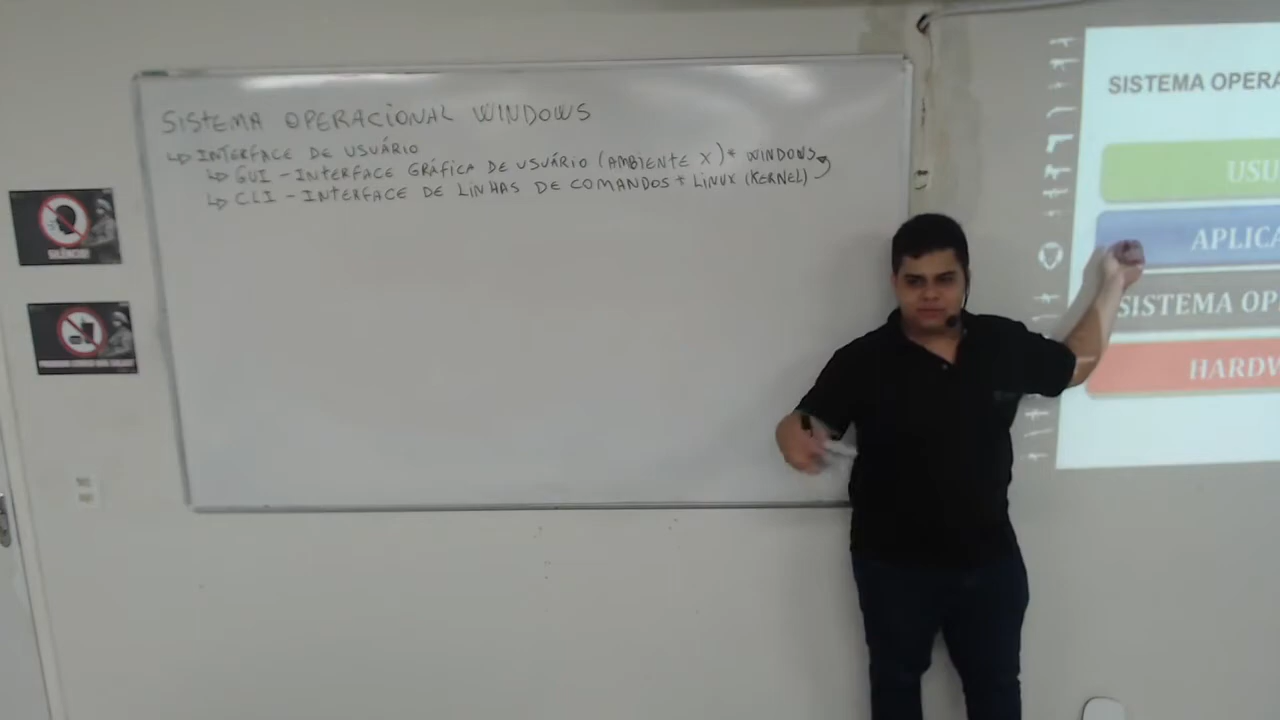 SISTEMA OPERACIONAL WINDOWS
↳ INTERFACE DE USUÁRIO
↳ GUI - INTERFACE GRÁFICA DE USUÁRIO (AMBIENTE X) * WINDOWS
↳ CLI - INTERFACE DE LINHAS DE COMANDOS * LINUX (KERNEL)
SILÊNCIO
SISTEMA OPERA
USU
APLICA
SISTEMA OP
HARDW